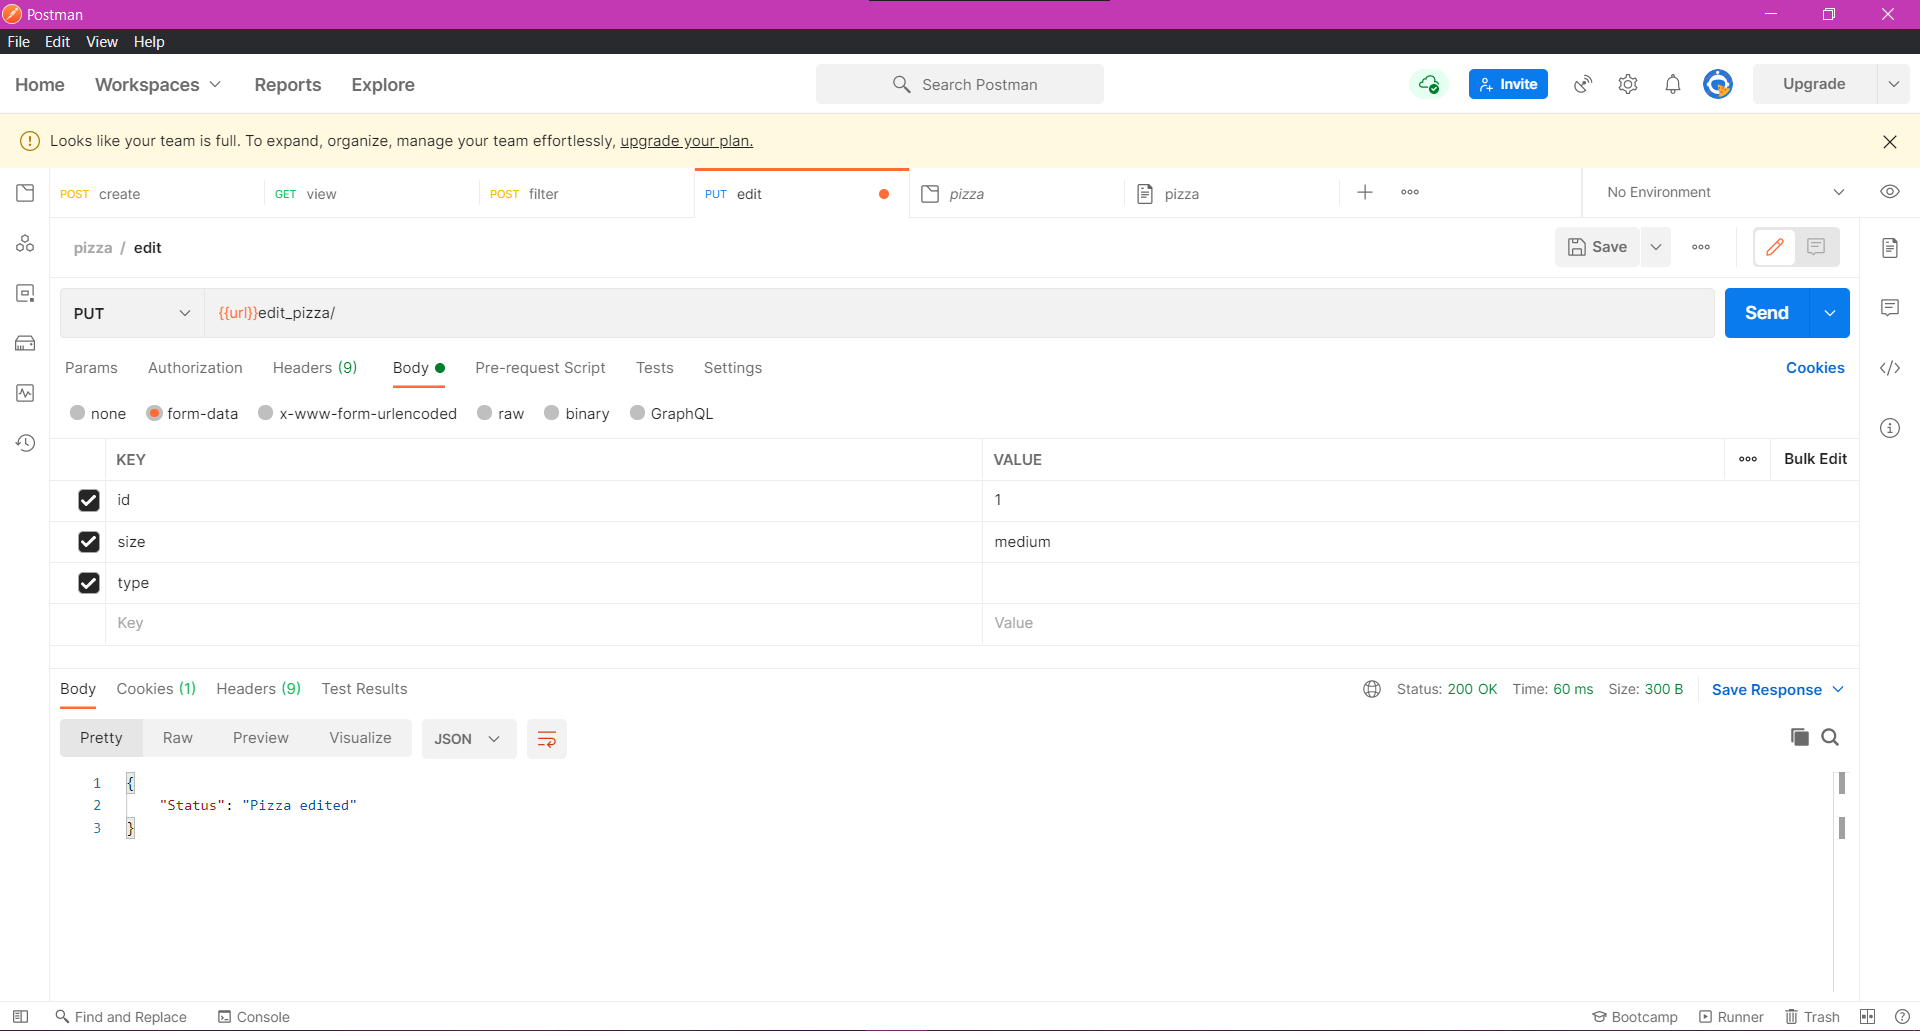 Postman
File Edit View Help
Home Workspaces Reports Explore Search Postman Invite Upgrade
Looks like your team is full. To expand, organize, manage your team effortlessly, upgrade your plan.
POST create GET view POST filter PUT edit pizza pizza No Environment
pizza / edit Save
PUT {{url}}edit_pizza/ Send
Params Authorization Headers (9) Body Pre-request Script Tests Settings Cookies
none form-data x-www-form-urlencoded raw binary GraphQL
KEY VALUE Bulk Edit
id 1
size medium
type
Key Value
Body Cookies (1) Headers (9) Test Results Status: 200 OK Time: 60 ms Size: 300 B Save Response
Pretty Raw Preview Visualize JSON
1 {
2 "Status": "Pizza edited"
3 }
Find and Replace Console Bootcamp Runner Trash